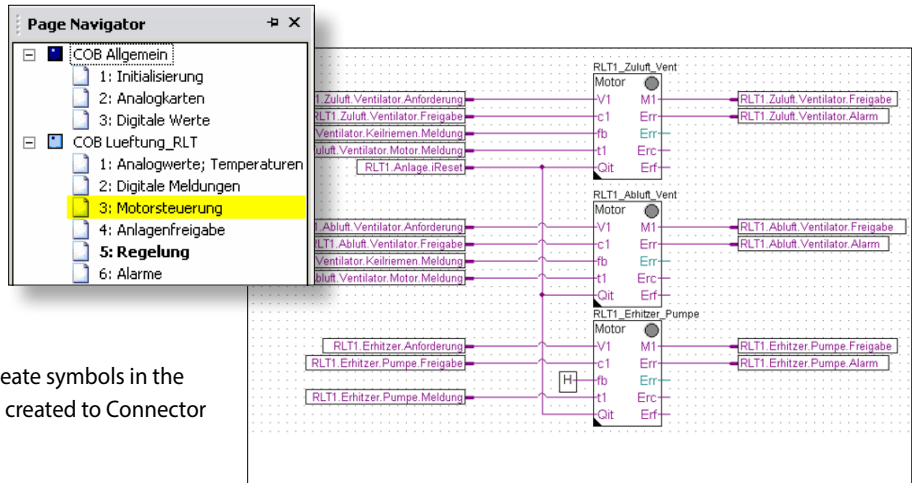 Page Navigator
COB Allgemein
1: Initialisierung
2: Analogkarten
3: Digitale Werte
COB Lueftung_RLT
1: Analogwerte; Temperaturen
2: Digitale Meldungen
3: Motorsteuerung
4: Anlagenfreigabe
5: Regelung
6: Alarme
RLT1_Zuluft_Vent
Motor
1.Zuluft.Ventilator.Anforderung V1 M1 RLT1.Zuluft.Ventilator.Freigabe
RLT1.Zuluft.Ventilator.Freigabe c1 Err RLT1.Zuluft.Ventilator.Alarm
Ventilator.Keilriemen.Meldung fb Err
Zuluft.Ventilator.Motor.Meldung t1 Erc
RLT1.Anlage.iReset Qit Erf
RLT1_Abluft_Vent
Motor
1.Abluft.Ventilator.Anforderung V1 M1 RLT1.Abluft.Ventilator.Freigabe
RLT1.Abluft.Ventilator.Freigabe c1 Err RLT1.Abluft.Ventilator.Alarm
Ventilator.Keilriemen.Meldung fb Err
Abluft.Ventilator.Motor.Meldung t1 Erc
Qit Erf
RLT1_Erhitzer_Pumpe
Motor
RLT1.Erhitzer.Anforderung V1 M1 RLT1.Erhitzer.Pumpe.Freigabe
RLT1.Erhitzer.Pumpe.Freigabe c1 Err RLT1.Erhitzer.Pumpe.Alarm
H fb Err
RLT1.Erhitzer.Pumpe.Meldung t1 Erc
Qit Erf
eate symbols in the
created to Connector